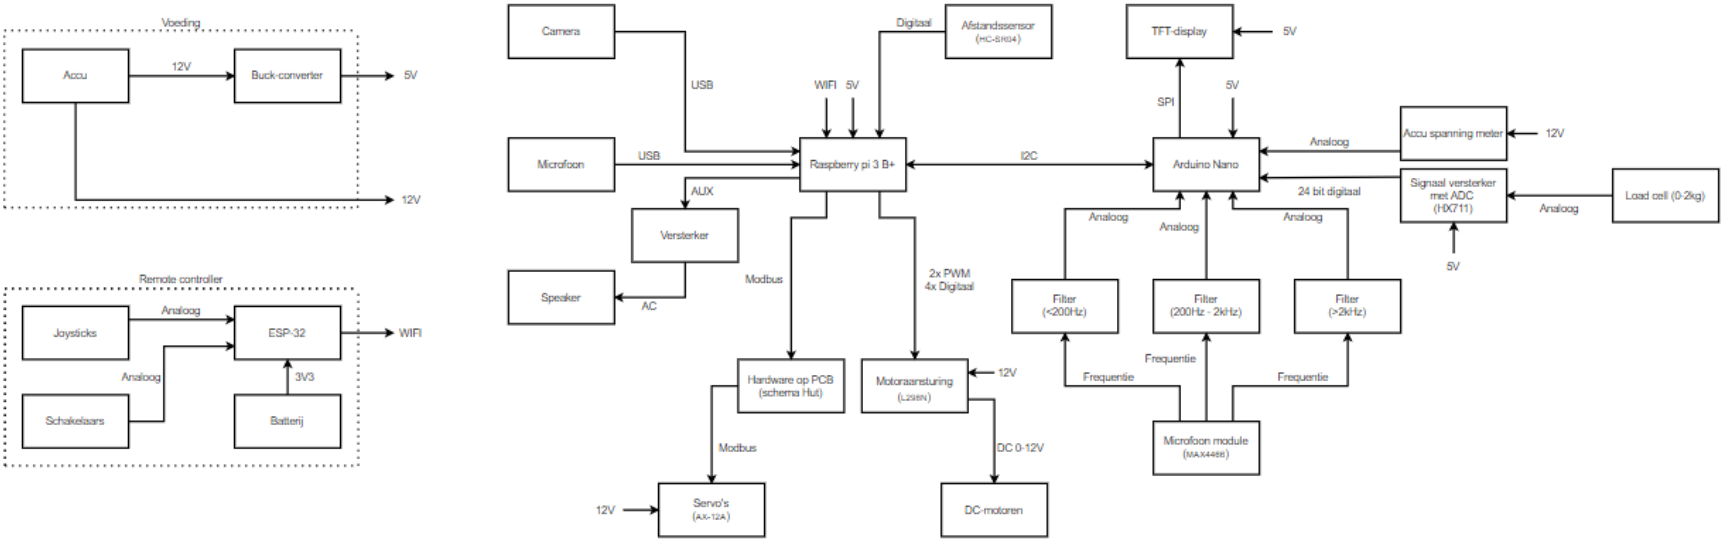 Voeding
Accu
12V
Buck-converter
5V
12V
Remote controller
Joysticks
Analoog
ESP-32
WIFI
Analoog
3V3
Schakelaars
Batterij
Camera
USB
Microfoon
USB
Digitaal
Afstandssensor
(HC-SR04)
WIFI
5V
Raspberry pi 3 B+
AUX
Versterker
Speaker
AC
Modbus
2x PWM
4x Digitaal
Hardware op PCB
(schema Hut)
Motoraansturing
(L298N)
12V
Modbus
DC 0-12V
12V
Servo's
(AX-12A)
DC-motoren
I2C
TFT-display
5V
SPI
5V
Arduino Nano
Analoog
Accu spanning meter
12V
24 bit digitaal
Signaal versterker
met ADC
(HX711)
5V
Analoog
Load cell (0-2kg)
Analoog
Analoog
Analoog
Filter
(<200Hz)
Filter
(200Hz - 2kHz)
Filter
(>2kHz)
Frequentie
Frequentie
Frequentie
Microfoon module
(MAX4466)